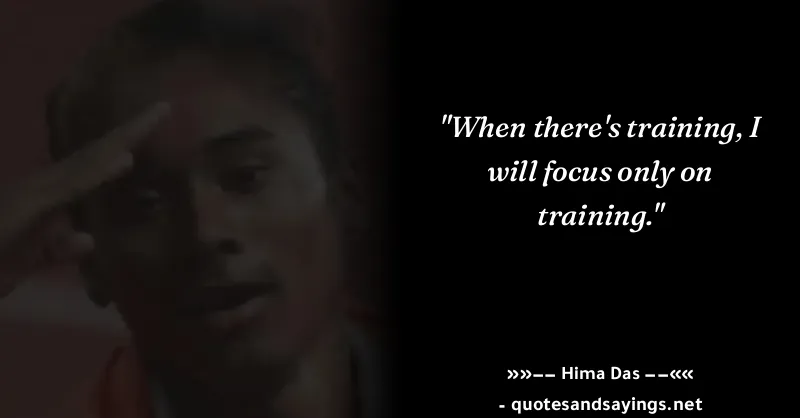 "When there's training, I
will focus only on
training."
»»–– Hima Das ––««
- quotesandsayings.net